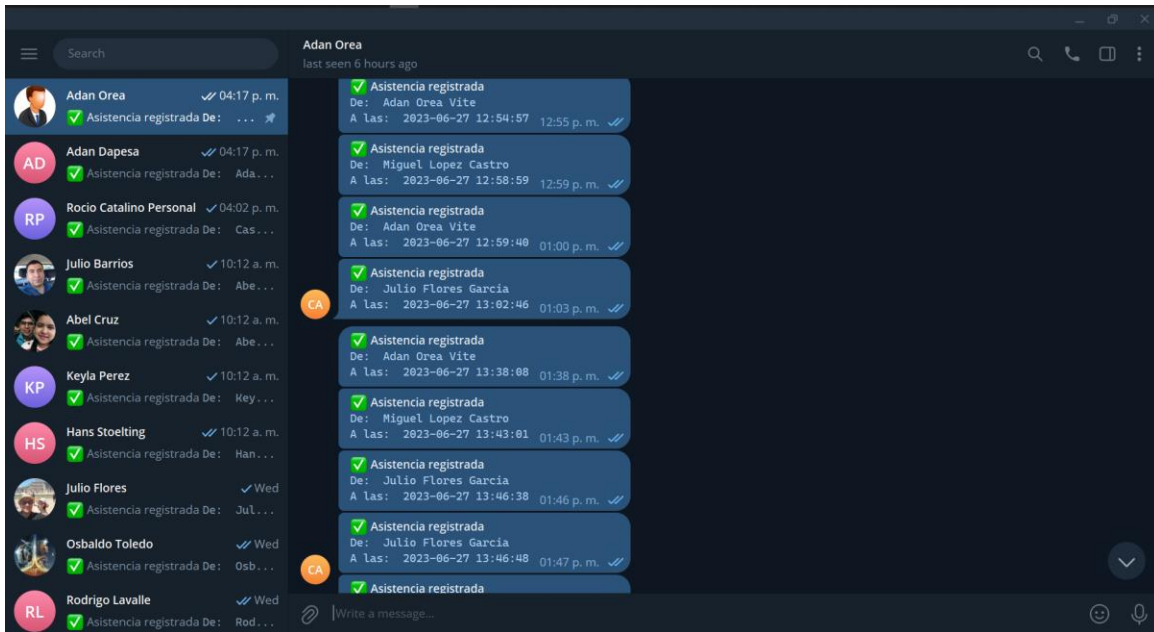 Search
Adan Orea
last seen 6 hours ago
Adan Orea 04:17 p. m.
✅ Asistencia registrada De: ...
AD
Adan Dapesa 04:17 p. m.
✅ Asistencia registrada De: Ada...
RP
Rocio Catalino Personal 04:02 p. m.
✅ Asistencia registrada De: Cas...
Julio Barrios 10:12 a. m.
✅ Asistencia registrada De: Abe...
Abel Cruz 10:12 a. m.
✅ Asistencia registrada De: Abe...
KP
Keyla Perez 10:12 a. m.
✅ Asistencia registrada De: Key...
HS
Hans Stoelting 10:12 a. m.
✅ Asistencia registrada De: Han...
Julio Flores Wed
✅ Asistencia registrada De: Jul...
Osbaldo Toledo Wed
✅ Asistencia registrada De: Osb...
RL
Rodrigo Lavalle Wed
✅ Asistencia registrada De: Rod...
✅ Asistencia registrada
De: Adan Orea Vite
A las: 2023-06-27 12:54:57 12:55 p. m.
✅ Asistencia registrada
De: Miguel Lopez Castro
A las: 2023-06-27 12:58:59 12:59 p. m.
✅ Asistencia registrada
De: Adan Orea Vite
A las: 2023-06-27 12:59:40 01:00 p. m.
✅ Asistencia registrada
De: Julio Flores Garcia
CA
A las: 2023-06-27 13:02:46 01:03 p. m.
✅ Asistencia registrada
De: Adan Orea Vite
A las: 2023-06-27 13:38:08 01:38 p. m.
✅ Asistencia registrada
De: Miguel Lopez Castro
A las: 2023-06-27 13:43:01 01:43 p. m.
✅ Asistencia registrada
De: Julio Flores Garcia
A las: 2023-06-27 13:46:38 01:46 p. m.
✅ Asistencia registrada
De: Julio Flores Garcia
A las: 2023-06-27 13:46:48 01:47 p. m.
CA
✅ Asistencia registrada
Write a message...